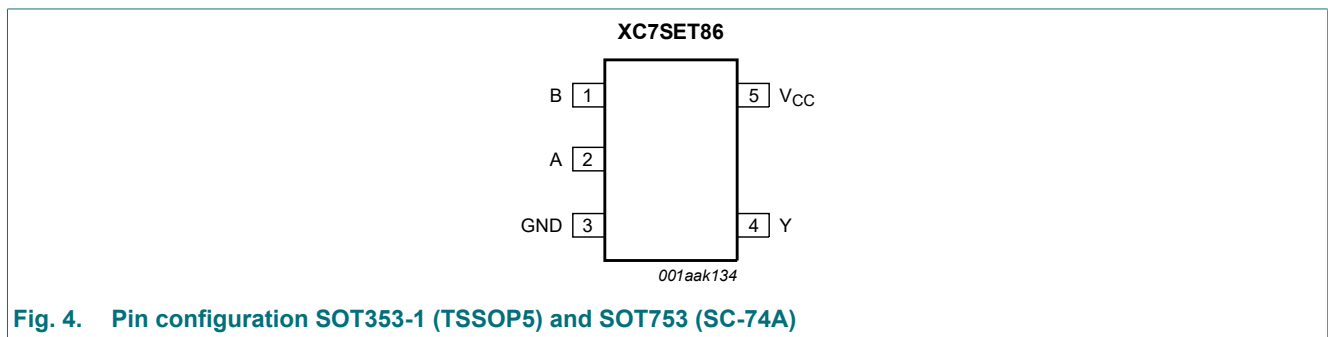 XC7SET86
B 1
5 VCC
A 2
GND 3
4 Y
001aak134
Fig. 4. Pin configuration SOT353-1 (TSSOP5) and SOT753 (SC-74A)